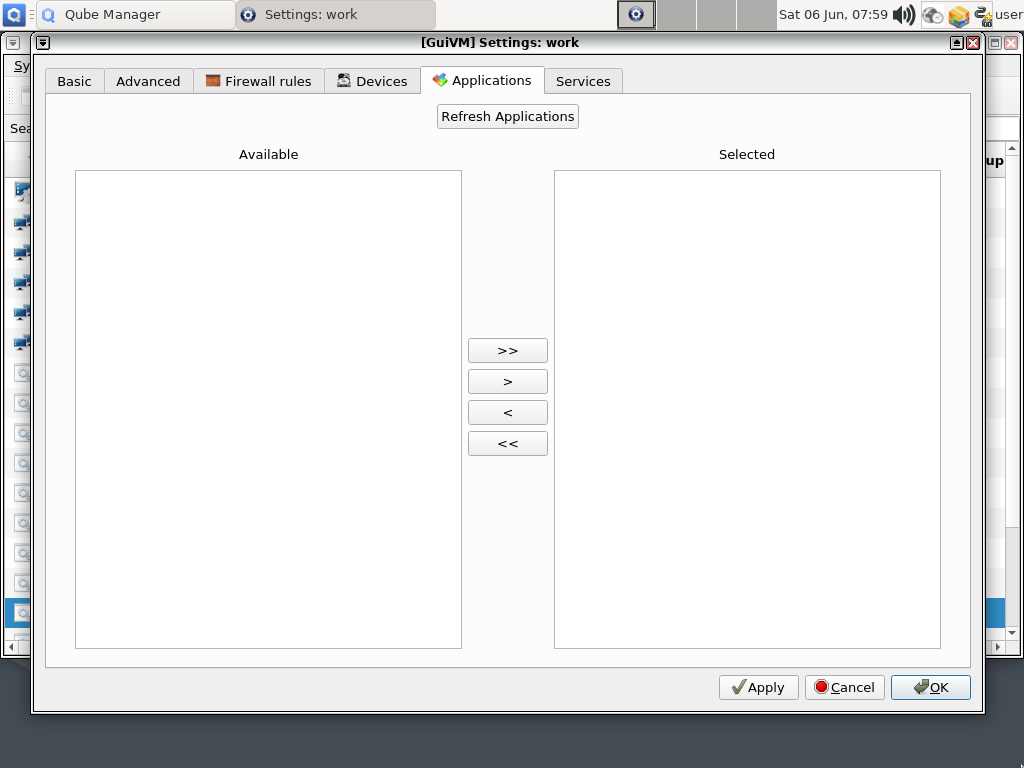 Qube Manager
Settings: work
Sat 06 Jun, 07:59
user
[GuiVM] Settings: work
Sy
Basic
Advanced
Firewall rules
Devices
Applications
Services
Refresh Applications
Sea
Available
Selected
up
>>
>
<
<<
Apply
Cancel
OK